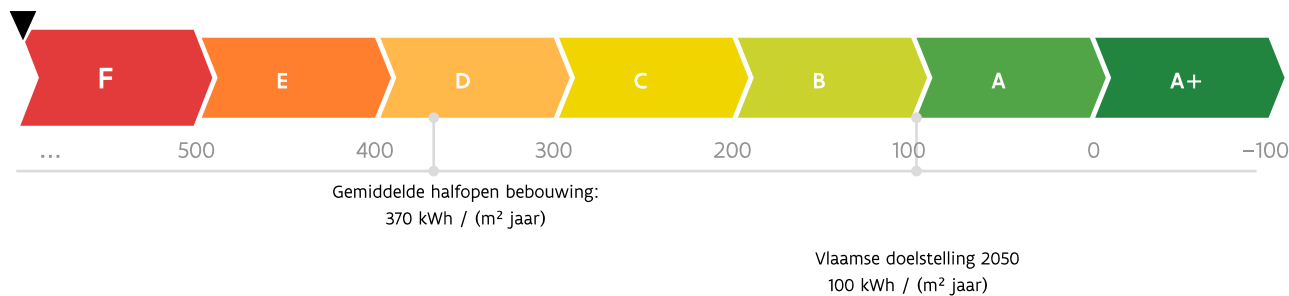 F E D C B A A+
... 500 400 300 200 100 0 −100
Gemiddelde halfopen bebouwing:
370 kWh / (m² jaar)
Vlaamse doelstelling 2050
100 kWh / (m² jaar)